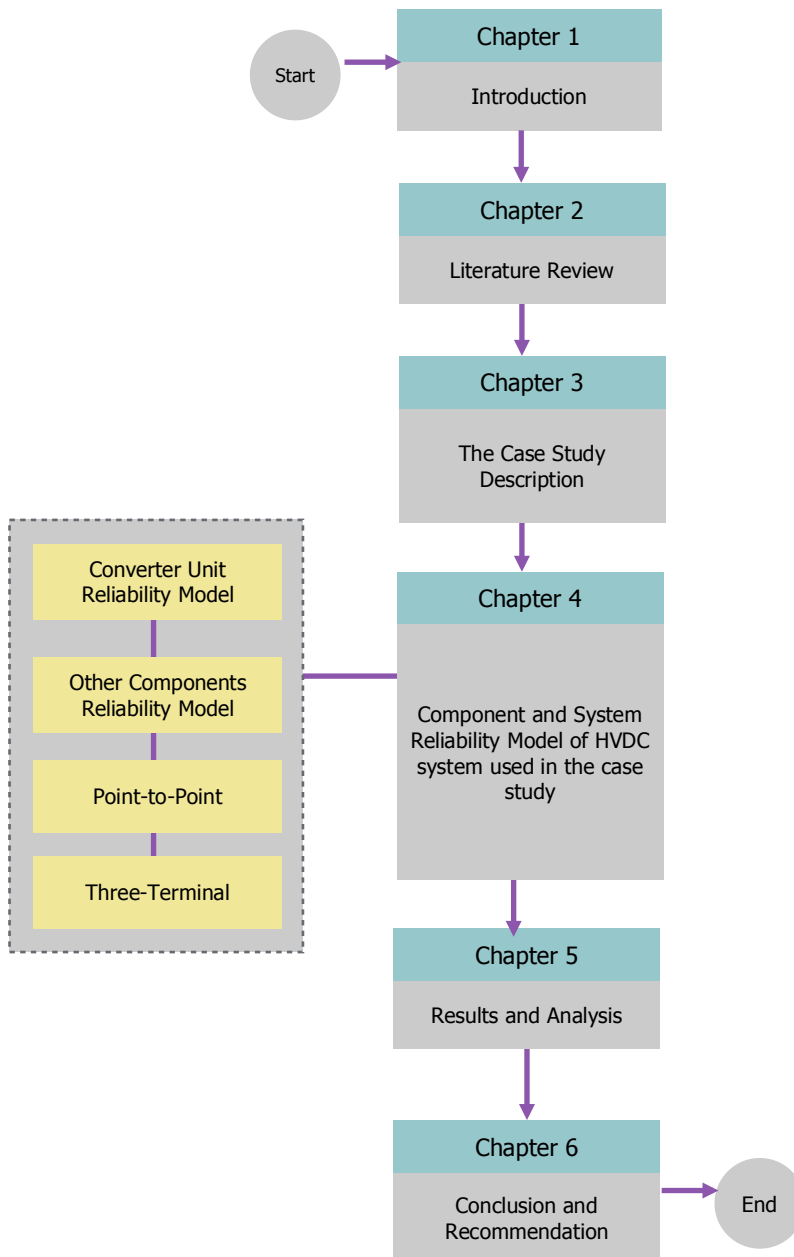 Start
Chapter 1
Introduction
Chapter 2
Literature Review
Chapter 3
The Case Study
Description
Chapter 4
Component and System
Reliability Model of HVDC
system used in the case
study
Converter Unit
Reliability Model
Other Components
Reliability Model
Point-to-Point
Three-Terminal
Chapter 5
Results and Analysis
Chapter 6
Conclusion and
Recommendation
End